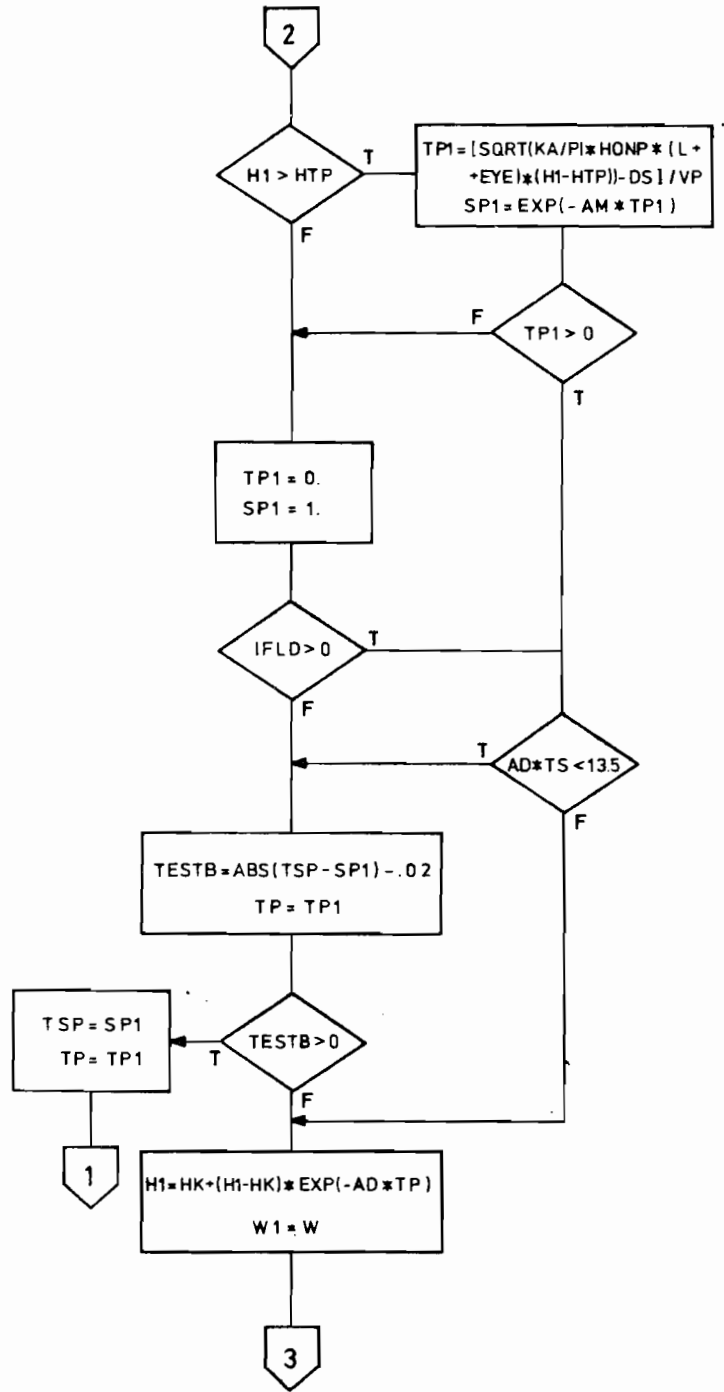 2
H1 > HTP
T
F
TP1=[SQRT(KA/PI*HONP*(L+
+EYE)*(H1-HTP))-DS]/VP
SP1=EXP(-AM*TP1)
F
TP1>0
T
TP1=0.
SP1=1.
IFLD>0
T
F
T
AD*TS<13.5
F
TESTB=ABS(TSP-SP1)-.02
TP=TP1
TSP=SP1
TP=TP1
T
TESTB>0
F
1
H1=HK+(H1-HK)*EXP(-AD*TP)
W1=W
3